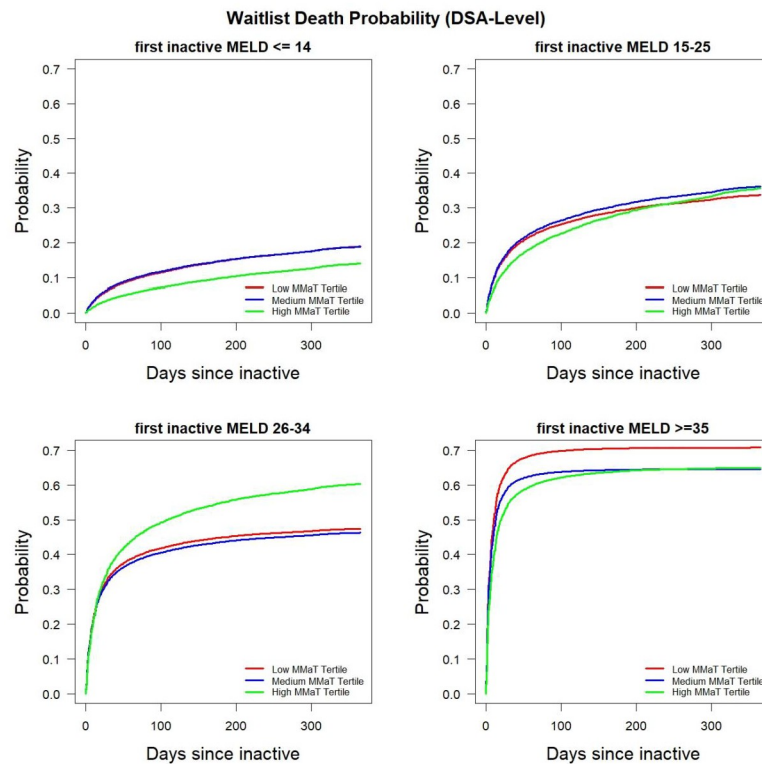 Waitlist Death Probability (DSA-Level)
first inactive MELD <= 14
0.7
0.6
0.5
0.4
0.3
0.2
0.1
0.0
Probability
Low MMaT Tertile
Medium MMaT Tertile
High MMaT Tertile
0 100 200 300
Days since inactive
first inactive MELD 15-25
0.7
0.6
0.5
0.4
0.3
0.2
0.1
0.0
Probability
Low MMaT Tertile
Medium MMaT Tertile
High MMaT Tertile
0 100 200 300
Days since inactive
first inactive MELD 26-34
0.7
0.6
0.5
0.4
0.3
0.2
0.1
0.0
Probability
Low MMaT Tertile
Medium MMaT Tertile
High MMaT Tertile
0 100 200 300
Days since inactive
first inactive MELD >=35
0.7
0.6
0.5
0.4
0.3
0.2
0.1
0.0
Probability
Low MMaT Tertile
Medium MMaT Tertile
High MMaT Tertile
0 100 200 300
Days since inactive